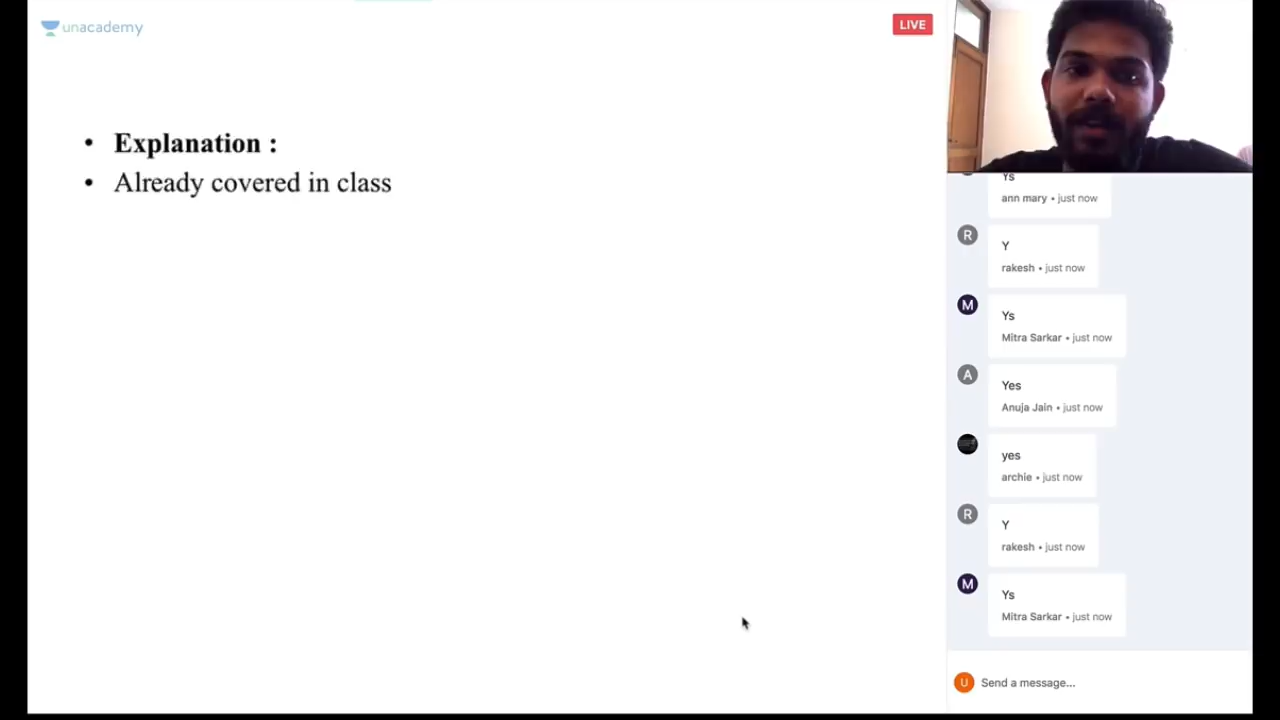 unacademy
LIVE
• Explanation :
• Already covered in class
Ys
ann mary • just now
R
Y
rakesh • just now
M
Ys
Mitra Sarkar • just now
A
Yes
Anuja Jain • just now
yes
archie • just now
R
Y
rakesh • just now
M
Ys
Mitra Sarkar • just now
U
Send a message...